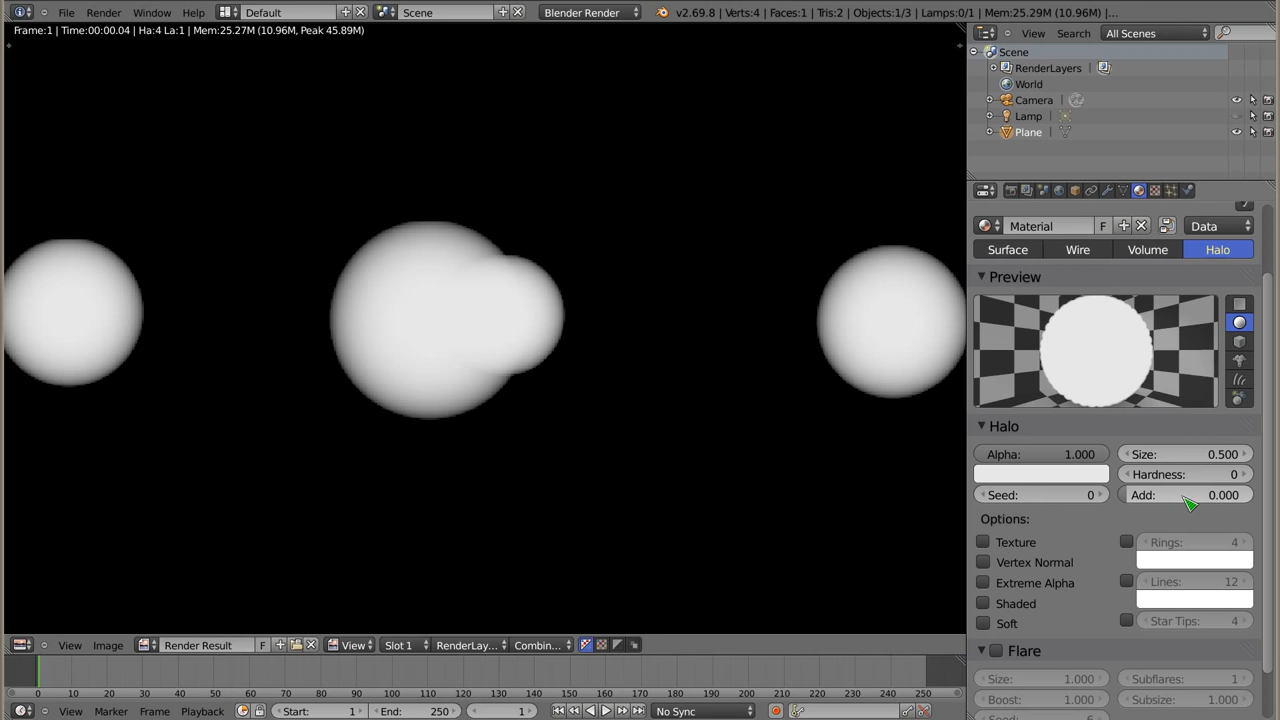 File Render Window Help Default Scene Blender Render v2.69.8 | Verts:4 | Faces:1 | Tris:2 | Objects:1/3 | Lamps:0/1 | Mem:25.29M (10.96M) |...
Frame:1 | Time:00:00.04 | Ha:4 La:1 | Mem:25.27M (10.96M, Peak 45.89M)
View Search All Scenes
Scene
RenderLayers
World
Camera
Lamp
Plane
Material F Data
Surface Wire Volume Halo
Preview
Halo
Alpha: 1.000 Size: 0.500
Hardness: 0
Seed: 0 Add: 0.000
Options:
Texture Rings: 4
Vertex Normal
Extreme Alpha Lines: 12
Shaded
Soft Star Tips: 4
Flare
Size: 1.000 Subflares: 1
Boost: 1.000 Subsize: 1.000
View Image Render Result F View Slot 1 RenderLay... Combin...
0 10 20 30 40 50 60 70 80 90 100 110 120 130 140 150 160 170 180 190 200 210 220 230 240 250
View Marker Frame Playback Start: 1 End: 250 1 No Sync